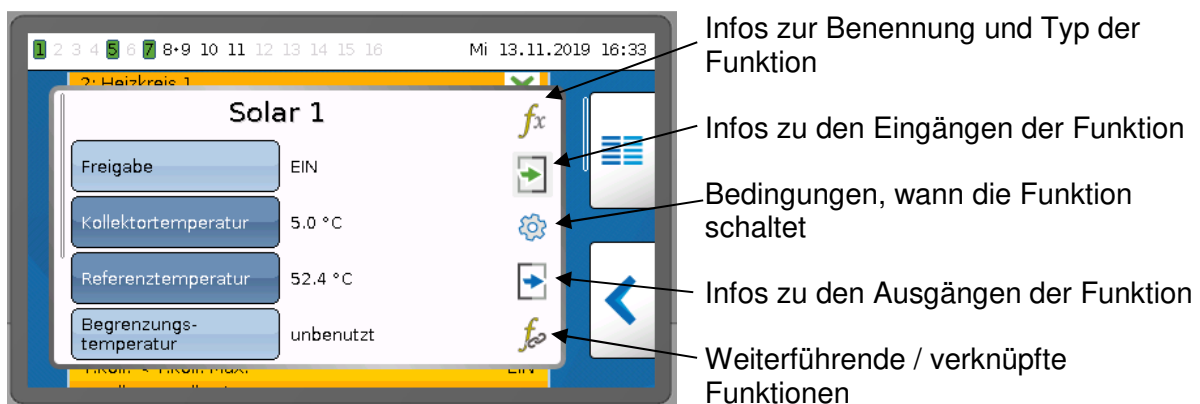 1 2 3 4 5 6 7 8•9 10 11 12 13 14 15 16 Mi 13.11.2019 16:33
2: Heizkreis 1
Solar 1
fx
Freigabe EIN
Kollektortemperatur 5.0 °C
Referenztemperatur 52.4 °C
Begrenzungs-
temperatur unbenutzt
EIN
Infos zur Benennung und Typ der
Funktion
Infos zu den Eingängen der Funktion
Bedingungen, wann die Funktion
schaltet
Infos zu den Ausgängen der Funktion
Weiterführende / verknüpfte
Funktionen